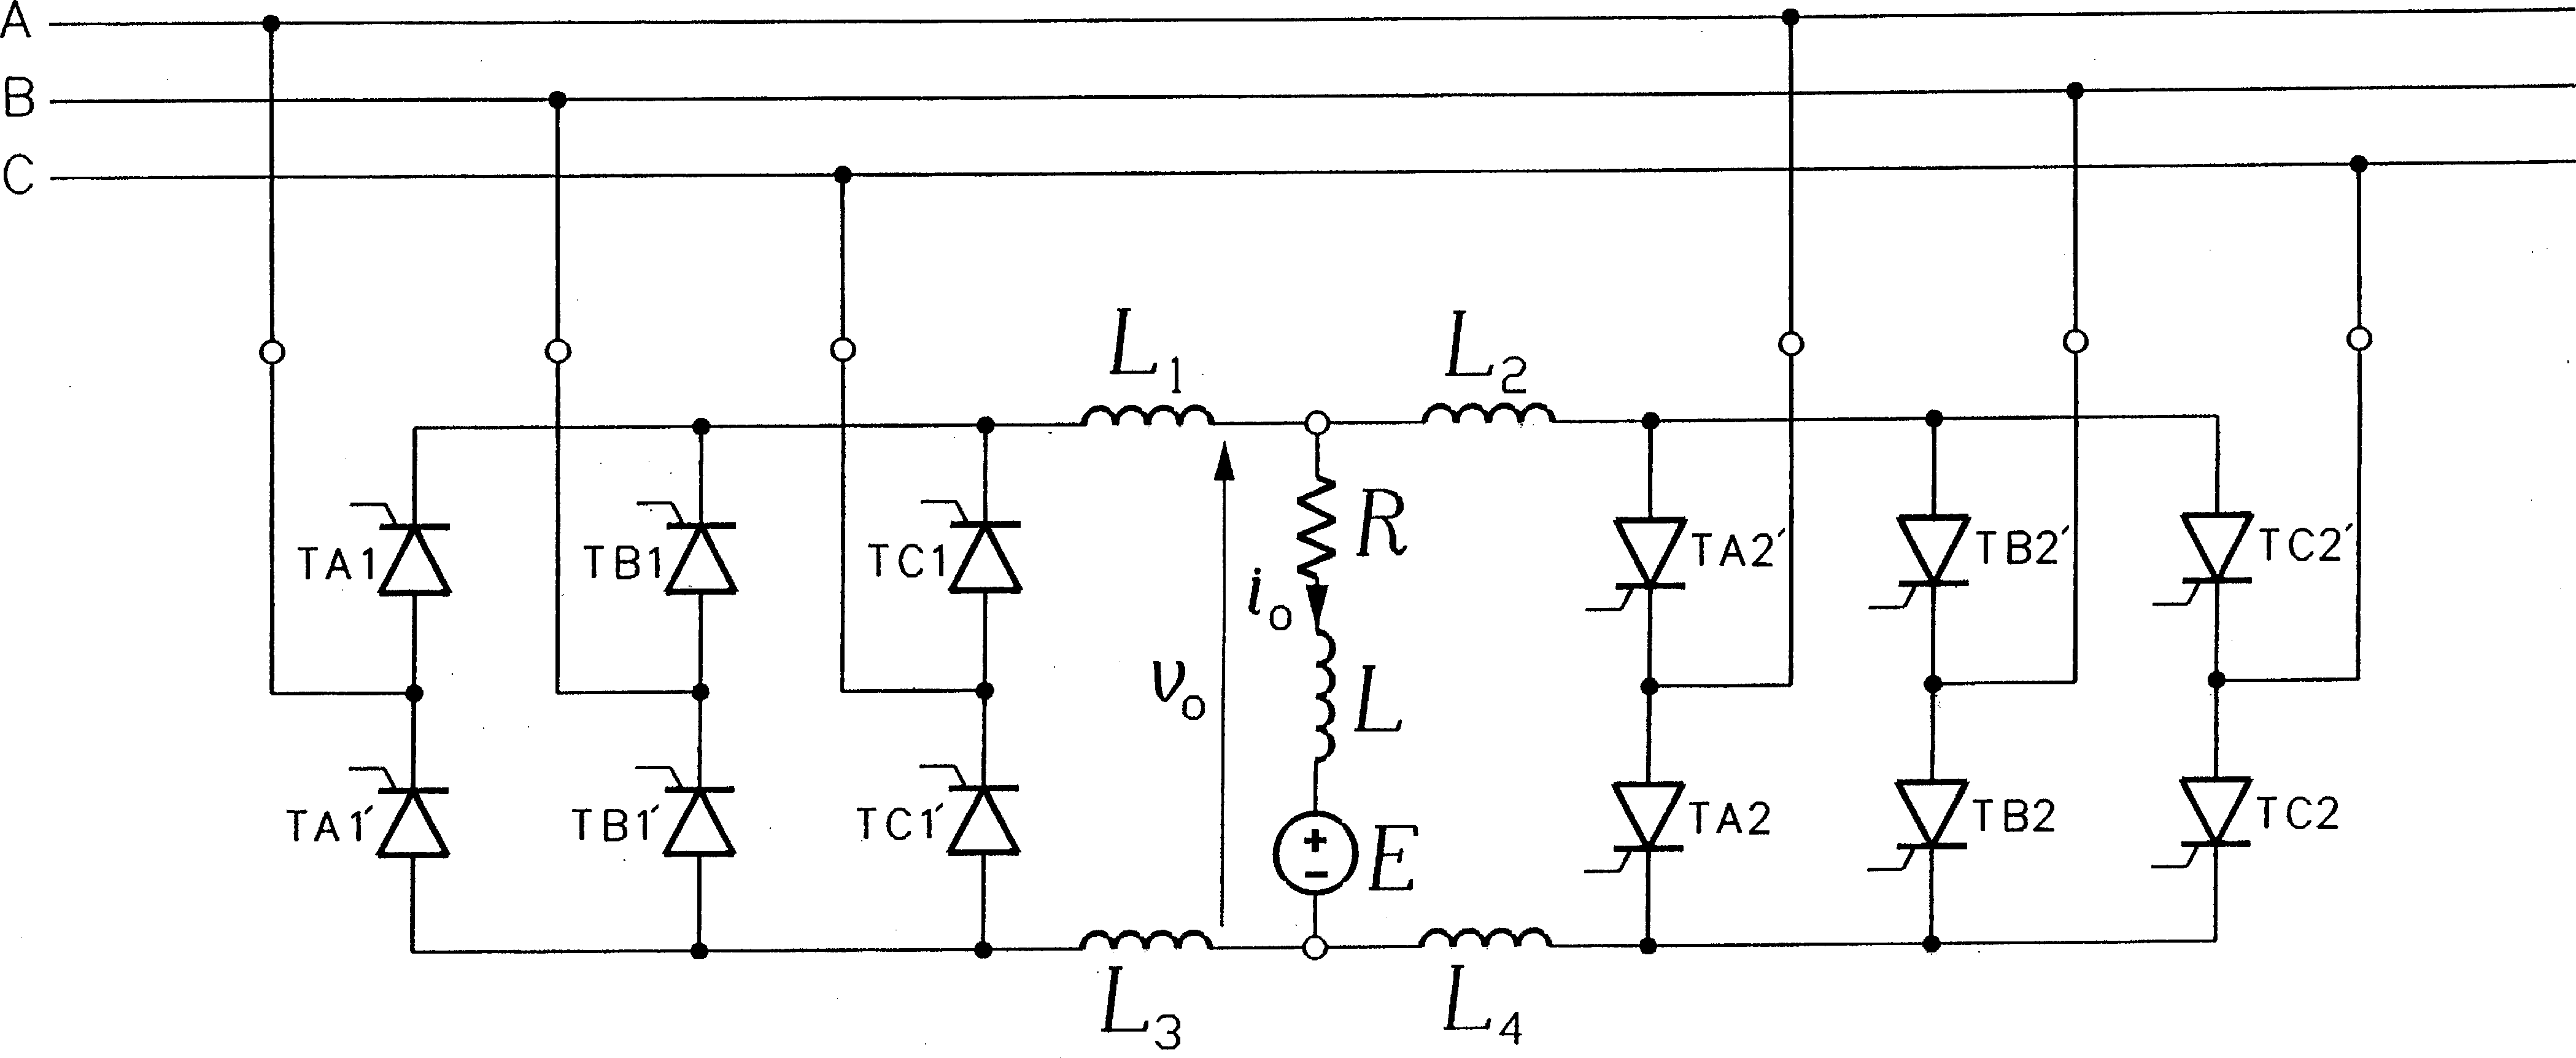 A
B
C
L1 L2
TA1 TB1 TC1 R TA2′ TB2′ TC2′
io
vo L
TA1′ TB1′ TC1′ + E TA2 TB2 TC2
−
L3 L4